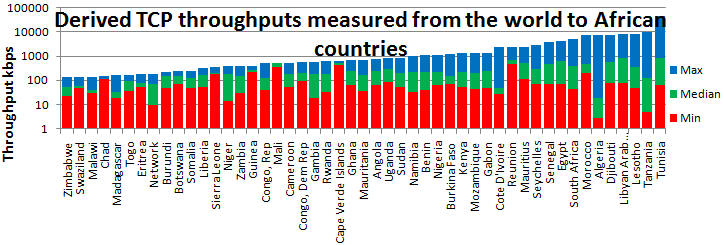 Derived TCP throughputs measured from the world to African
countries
Throughput kbps
100000
10000
1000
100
10
1
Max
Median
Min
Zimbabwe
Swaziland
Malawi
Chad
Madagascar
Togo
Eritrea
Network
Burundi
Botswana
Somalia
Liberia
Sierra Leone
Niger
Zambia
Guinea
Congo, Rep
Mali
Cameroon
Congo, Dem Rep
Gambia
Rwanda
Cape Verde Islands
Ghana
Mauritania
Angola
Uganda
Sudan
Namibia
Benin
Nigeria
Burkina Faso
Kenya
Mozambique
Gabon
Cote D'Ivoire
Reunion
Mauritius
Seychelles
Senegal
Egypt
South Africa
Morocco
Algeria
Djibouti
Libyan Arab...
Lesotho
Tanzania
Tunisia